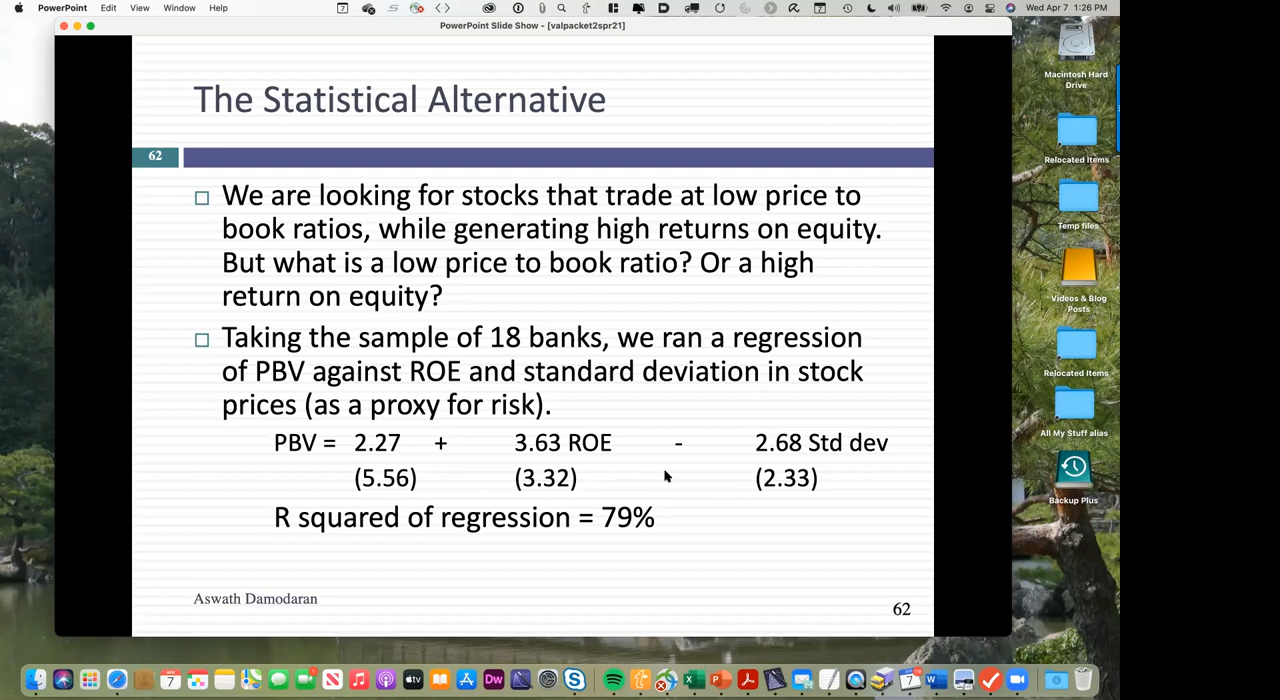 PowerPoint Edit View Window Help
Wed Apr 7 1:26 PM
PowerPoint Slide Show - [valpacket2spr21]
The Statistical Alternative
62
We are looking for stocks that trade at low price to
book ratios, while generating high returns on equity.
But what is a low price to book ratio? Or a high
return on equity?
Taking the sample of 18 banks, we ran a regression
of PBV against ROE and standard deviation in stock
prices (as a proxy for risk).
PBV = 2.27 + 3.63 ROE - 2.68 Std dev
(5.56) (3.32) (2.33)
R squared of regression = 79%
Aswath Damodaran
62
Macintosh Hard
Drive
Relocated Items
Temp files
Videos & Blog
Posts
Relocated Items
All My Stuff alias
Backup Plus